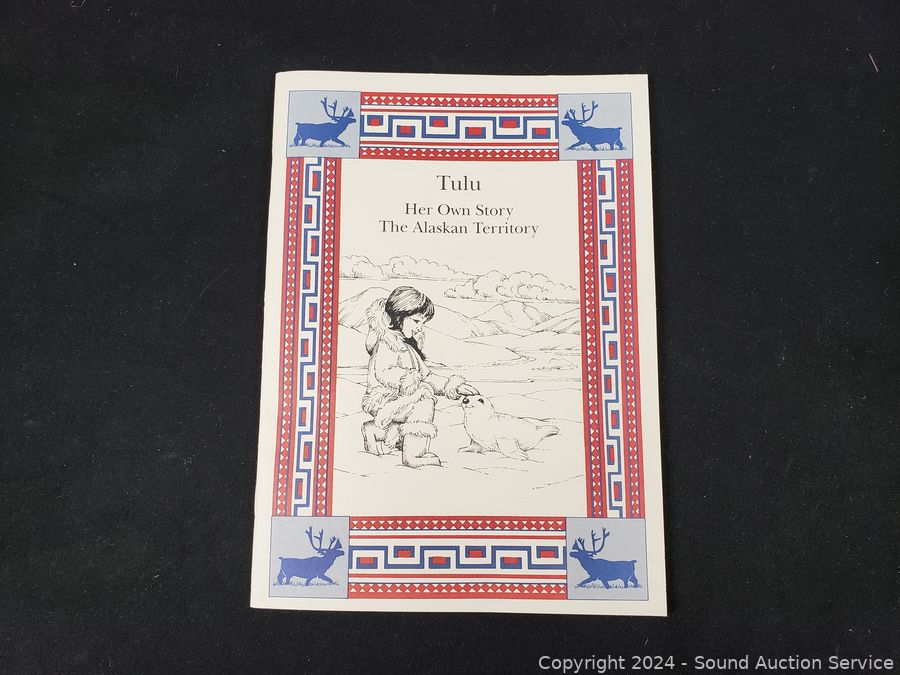 Tulu
Her Own Story
The Alaskan Territory
Copyright 2024 - Sound Auction Service